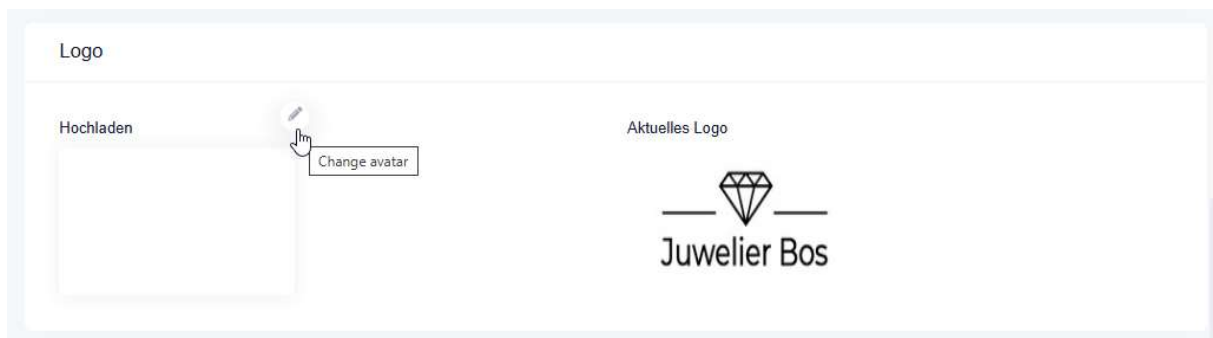 Logo
Hochladen
Change avatar
Aktuelles Logo
Juwelier Bos